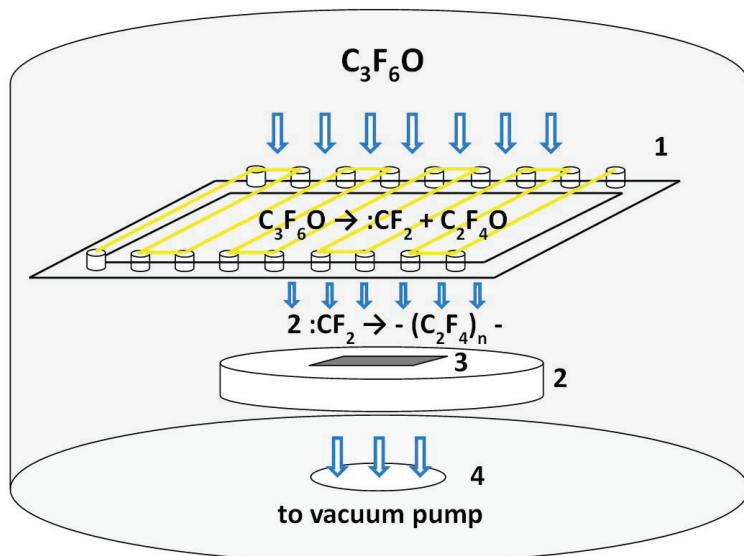 C₃F₆O
1
C₃F₆O → :CF₂ + C₂F₄O
2 :CF₂ → - (C₂F₄)ₙ -
3
2
4
to vacuum pump